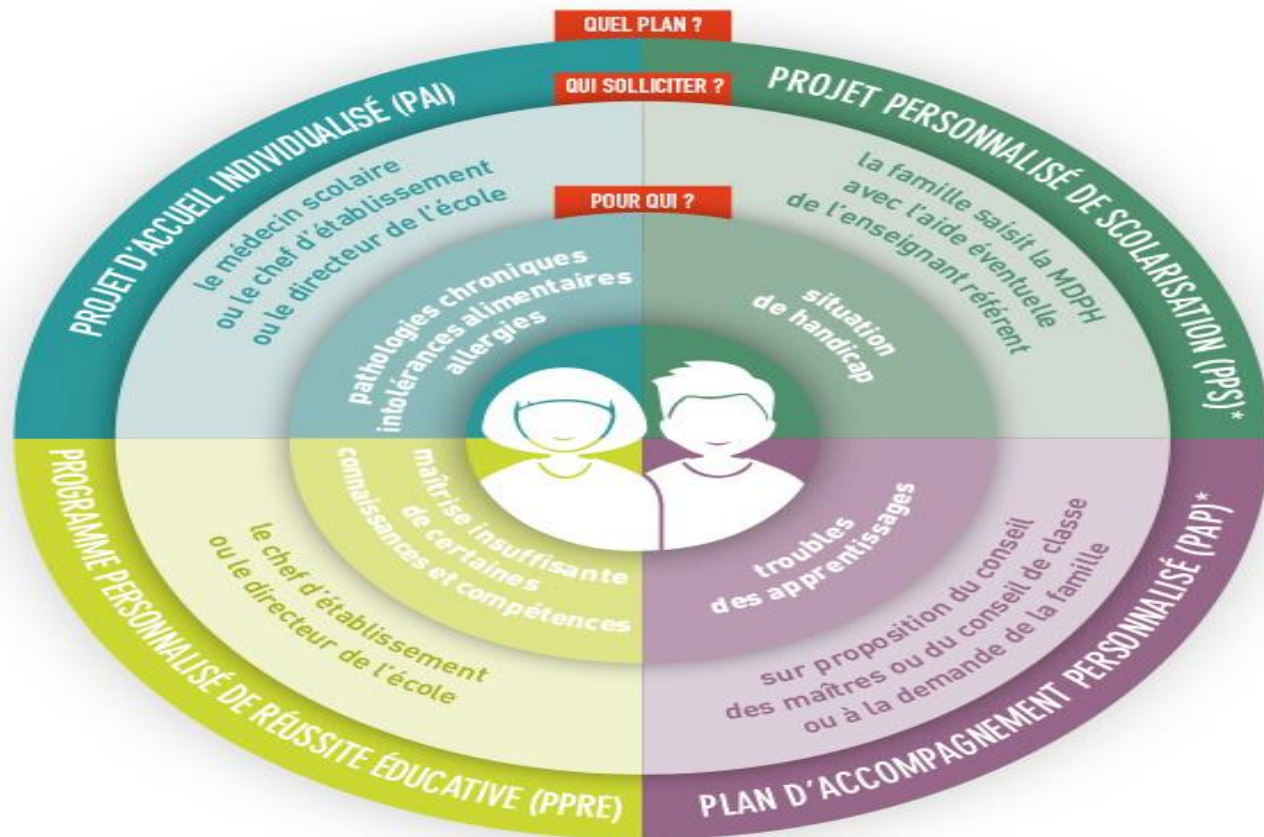 QUEL PLAN ?
QUI SOLLICITER ?
POUR QUI ?
PROJET D'ACCUEIL INDIVIDUALISÉ (PAI)
le médecin scolaire
ou le chef d'établissement
ou le directeur de l'école
pathologies chroniques
intolérances alimentaires
allergies
PROJET PERSONNALISÉ DE SCOLARISATION (PPS)*
la famille saisit la MDPH
avec l'aide éventuelle
de l'enseignant référent
situation
de handicap
PROGRAMME PERSONNALISÉ DE RÉUSSITE ÉDUCATIVE (PPRE)
le chef d'établissement
ou le directeur de l'école
maîtrise insuffisante
de certaines
connaissances et compétences
PLAN D'ACCOMPAGNEMENT PERSONNALISÉ (PAP)*
sur proposition du conseil
des maîtres ou du conseil de classe
ou à la demande de la famille
troubles
des apprentissages